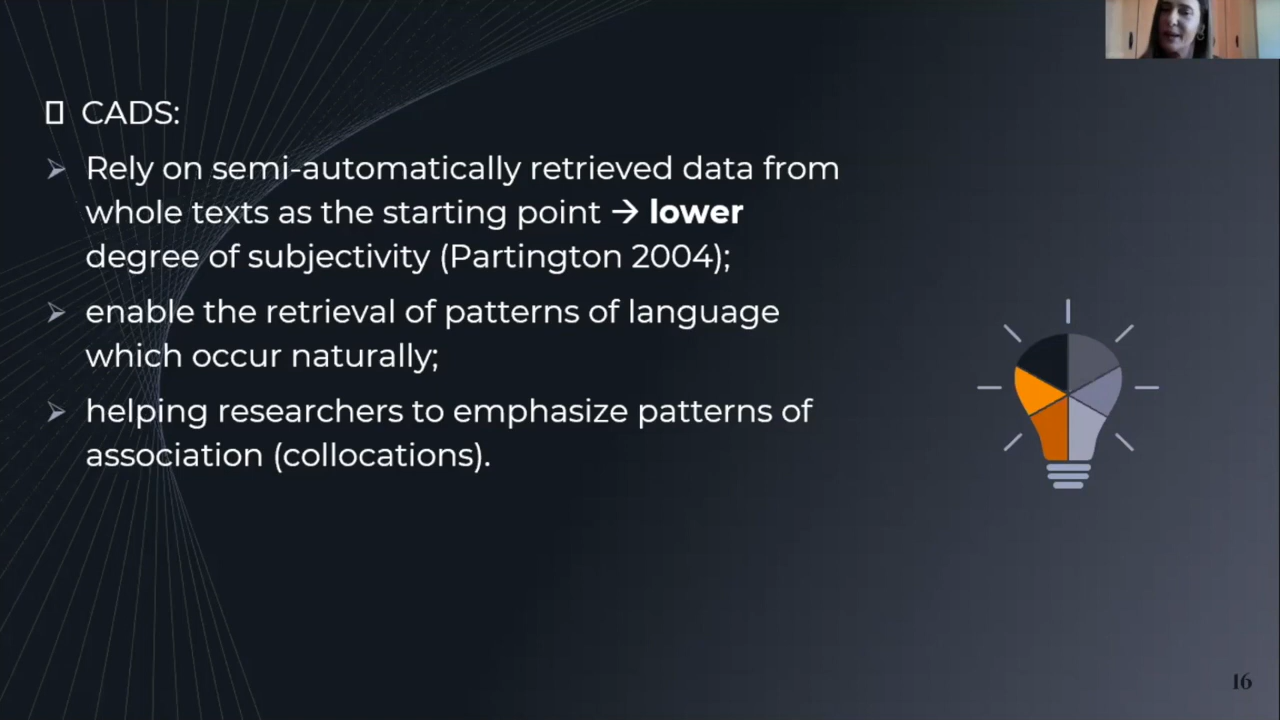 CADS:
Rely on semi-automatically retrieved data from
whole texts as the starting point → lower
degree of subjectivity (Partington 2004);
enable the retrieval of patterns of language
which occur naturally;
helping researchers to emphasize patterns of
association (collocations).
16